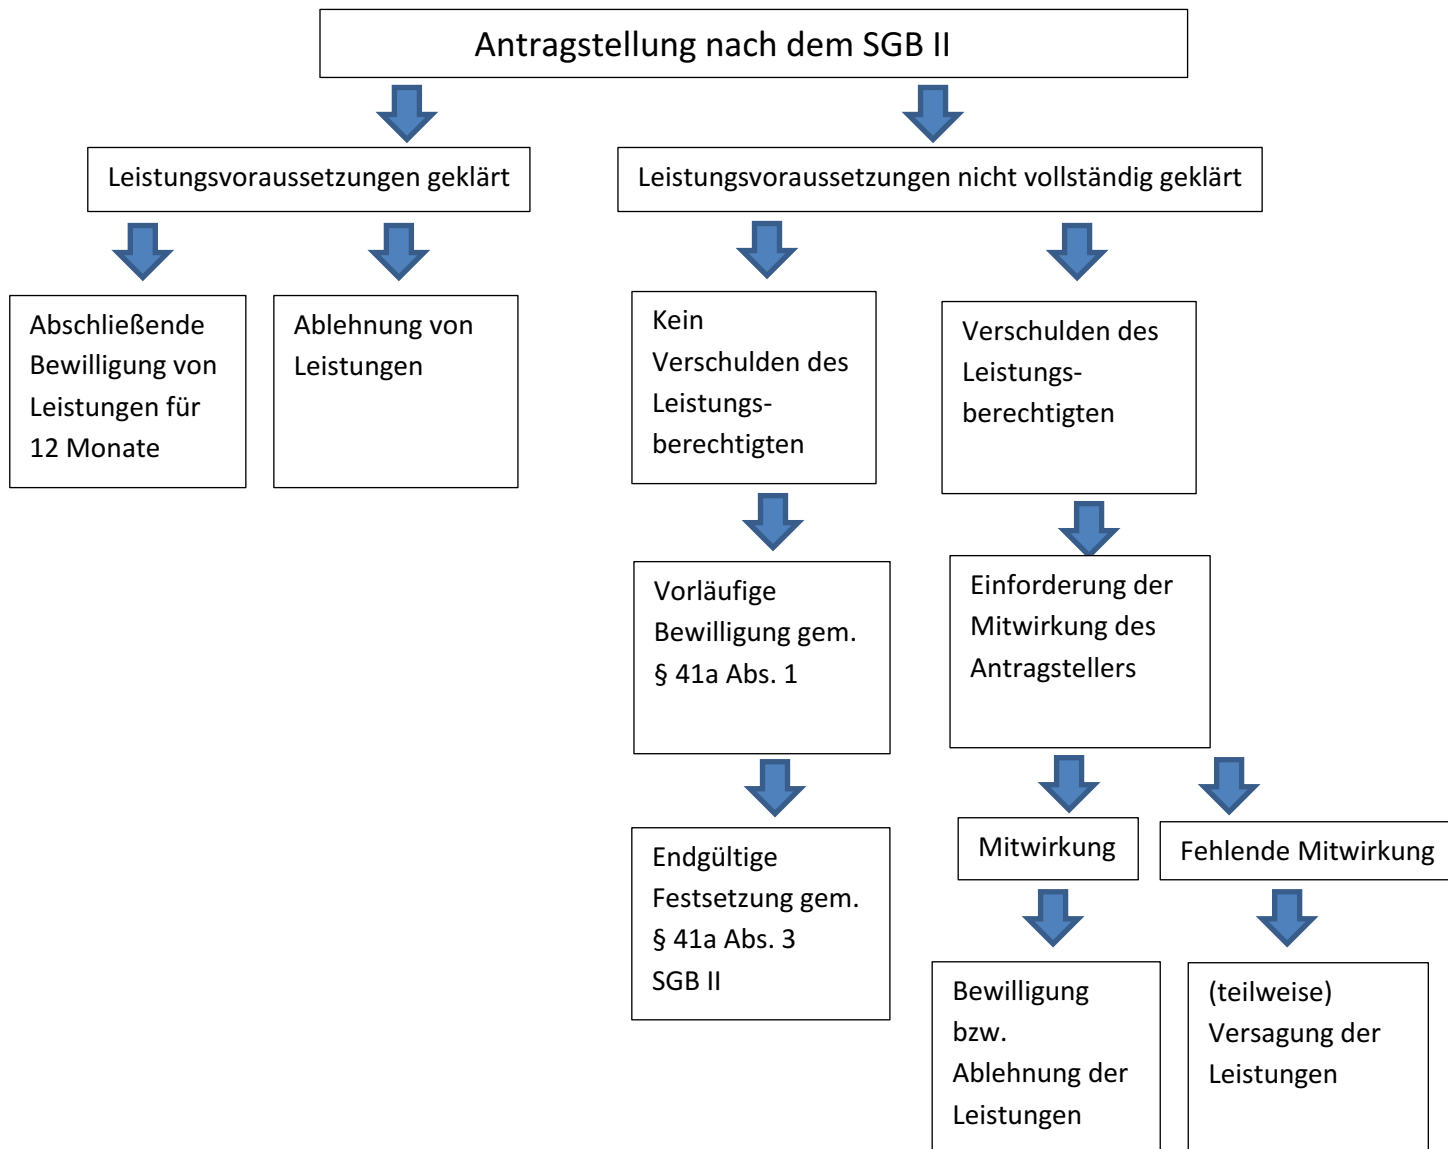 Antragstellung nach dem SGB II
Leistungsvoraussetzungen geklärt
Leistungsvoraussetzungen nicht vollständig geklärt
Abschließende
Bewilligung von
Leistungen für
12 Monate
Ablehnung von
Leistungen
Kein
Verschulden des
Leistungs-
berechtigten
Verschulden des
Leistungs-
berechtigten
Vorläufige
Bewilligung gem.
§ 41a Abs. 1
Einforderung der
Mitwirkung des
Antragstellers
Endgültige
Festsetzung gem.
§ 41a Abs. 3
SGB II
Mitwirkung
Fehlende Mitwirkung
Bewilligung
bzw.
Ablehnung der
Leistungen
(teilweise)
Versagung der
Leistungen